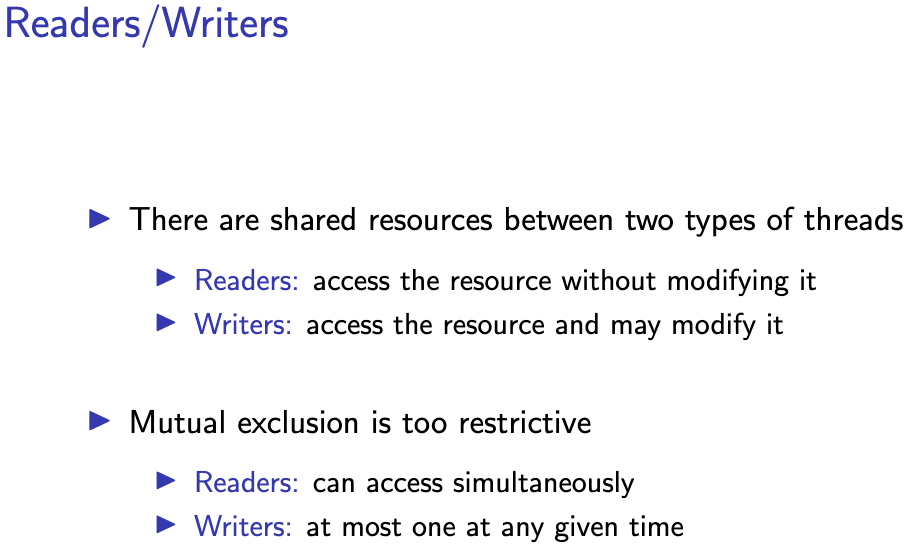 Readers/Writers
▶ There are shared resources between two types of threads
▶ Readers: access the resource without modifying it
▶ Writers: access the resource and may modify it
▶ Mutual exclusion is too restrictive
▶ Readers: can access simultaneously
▶ Writers: at most one at any given time